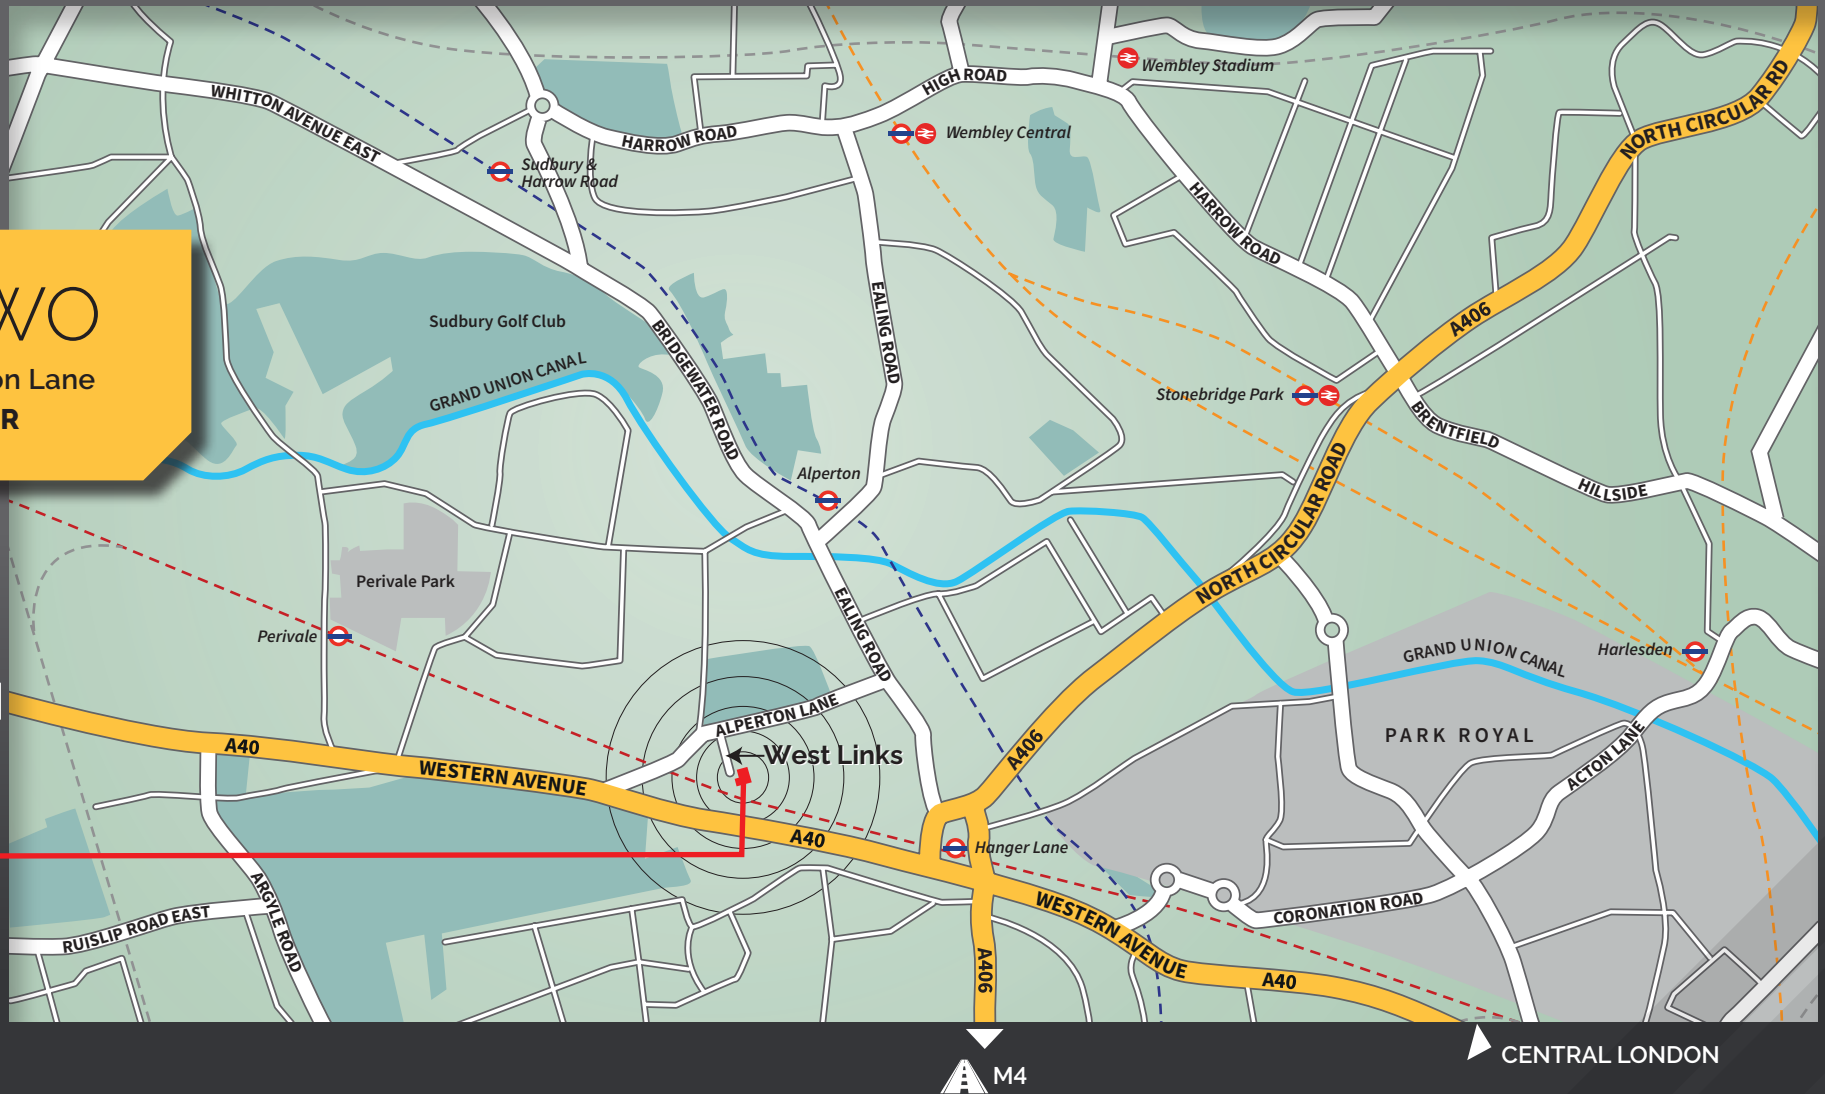 Wembley Stadium
HIGH ROAD
NORTH CIRCULAR RD
WHITTON AVENUE EAST
HARROW ROAD
Wembley Central
Sudbury &
Harrow Road
HARROW ROAD
WO
on Lane
R
Sudbury Golf Club
GRAND UNION CANAL
BRIDGEWATER ROAD
EALING ROAD
A406
Stonebridge Park
BRENTFIELD
HILLSIDE
Alperton
NORTH CIRCULAR ROAD
Perivale Park
Perivale
EALING ROAD
GRAND UNION CANAL
Harlesden
ALPERTON LANE
West Links
A406
PARK ROYAL
ACTON LANE
A40
WESTERN AVENUE
A40
Hanger Lane
ARGYLE ROAD
RUISLIP ROAD EAST
WESTERN AVENUE
CORONATION ROAD
A406
A40
M4
CENTRAL LONDON